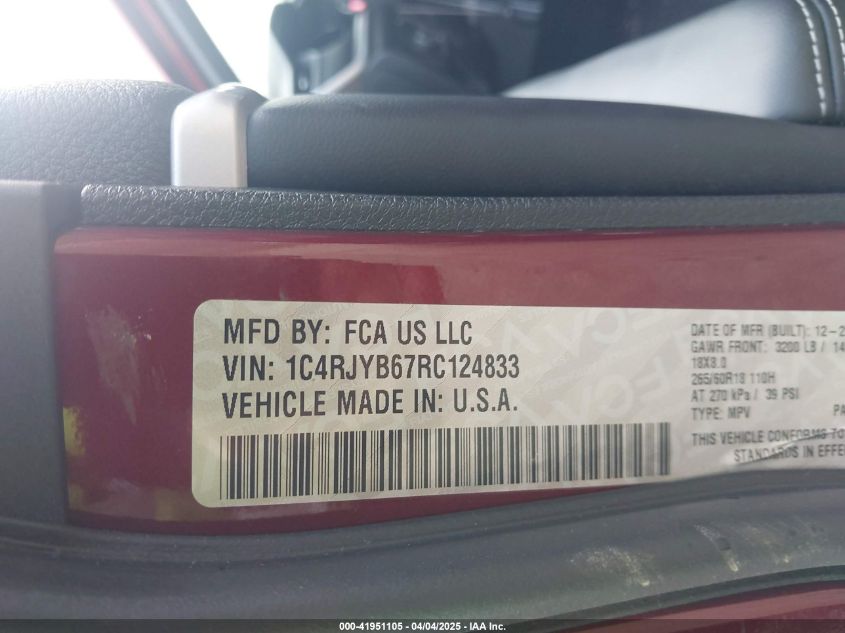 MFD BY: FCA US LLC
VIN: 1C4RJYB67RC124833
VEHICLE MADE IN: U.S.A.
DATE OF MFR (BUILT): 12-2
GAWR FRONT: 3200 LB / 14
18X8.0
265/60R18 110H
AT 270 kPa / 39 PSI
TYPE: MPV PA
THIS VEHICLE CONFORMS TO
STANDARDS IN EFFE
000-41951105 - 04/04/2025 - IAA Inc.